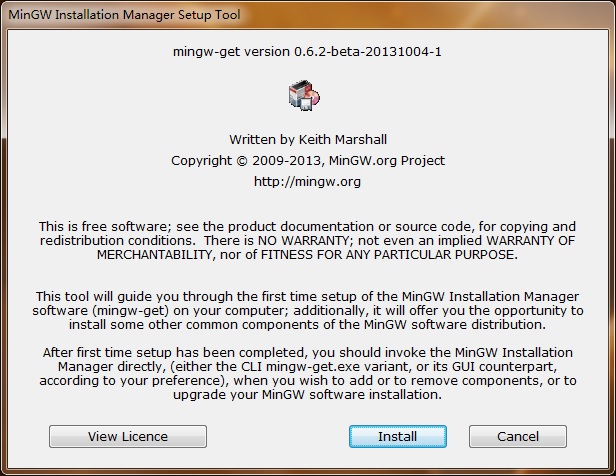 MinGW Installation Manager Setup Tool
mingw-get version 0.6.2-beta-20131004-1
Written by Keith Marshall
Copyright © 2009-2013, MinGW.org Project
http://mingw.org
This is free software; see the product documentation or source code, for copying and
redistribution conditions.  There is NO WARRANTY; not even an implied WARRANTY OF
MERCHANTABILITY, nor of FITNESS FOR ANY PARTICULAR PURPOSE.
This tool will guide you through the first time setup of the MinGW Installation Manager
software (mingw-get) on your computer; additionally, it will offer you the opportunity to
install some other common components of the MinGW software distribution.
After first time setup has been completed, you should invoke the MinGW Installation
Manager directly, (either the CLI mingw-get.exe variant, or its GUI counterpart,
according to your preference), when you wish to add or to remove components, or to
upgrade your MinGW software installation.
View Licence
Install
Cancel